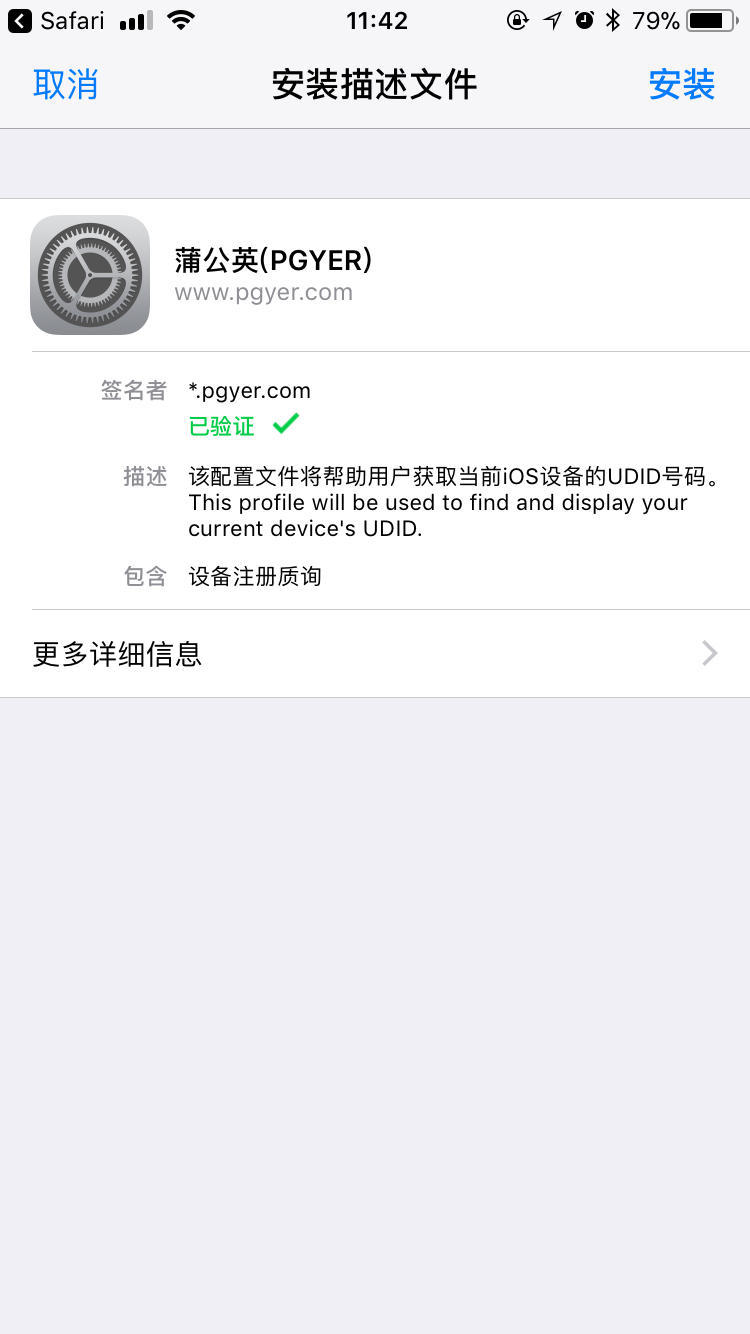 Safari 11:42 79%
取消 安装描述文件 安装
蒲公英(PGYER)
www.pgyer.com
签名者 *.pgyer.com
已验证
描述 该配置文件将帮助用户获取当前iOS设备的UDID号码。
This profile will be used to find and display your
current device's UDID.
包含 设备注册质询
更多详细信息